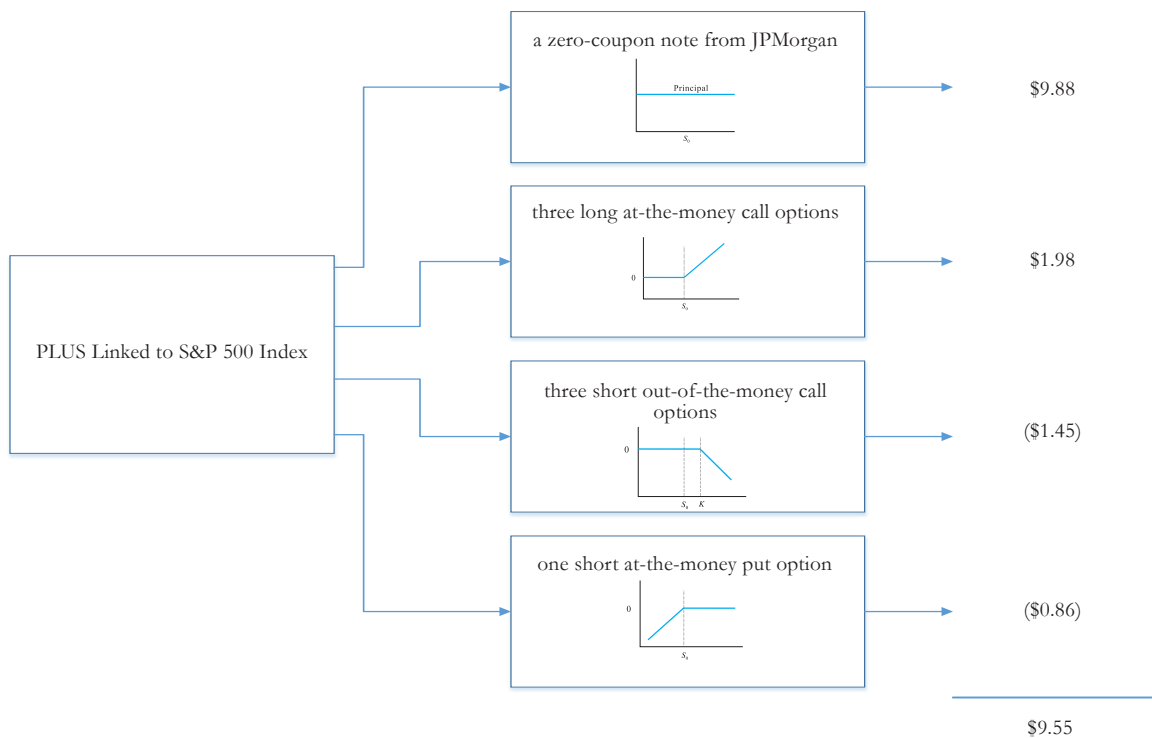 a zero-coupon note from JPMorgan
Principal
S₀
$9.88
three long at-the-money call options
0
S₀
$1.98
PLUS Linked to S&P 500 Index
three short out-of-the-money call
options
0
S₀ K
($1.45)
one short at-the-money put option
0
S₀
($0.86)
$9.55